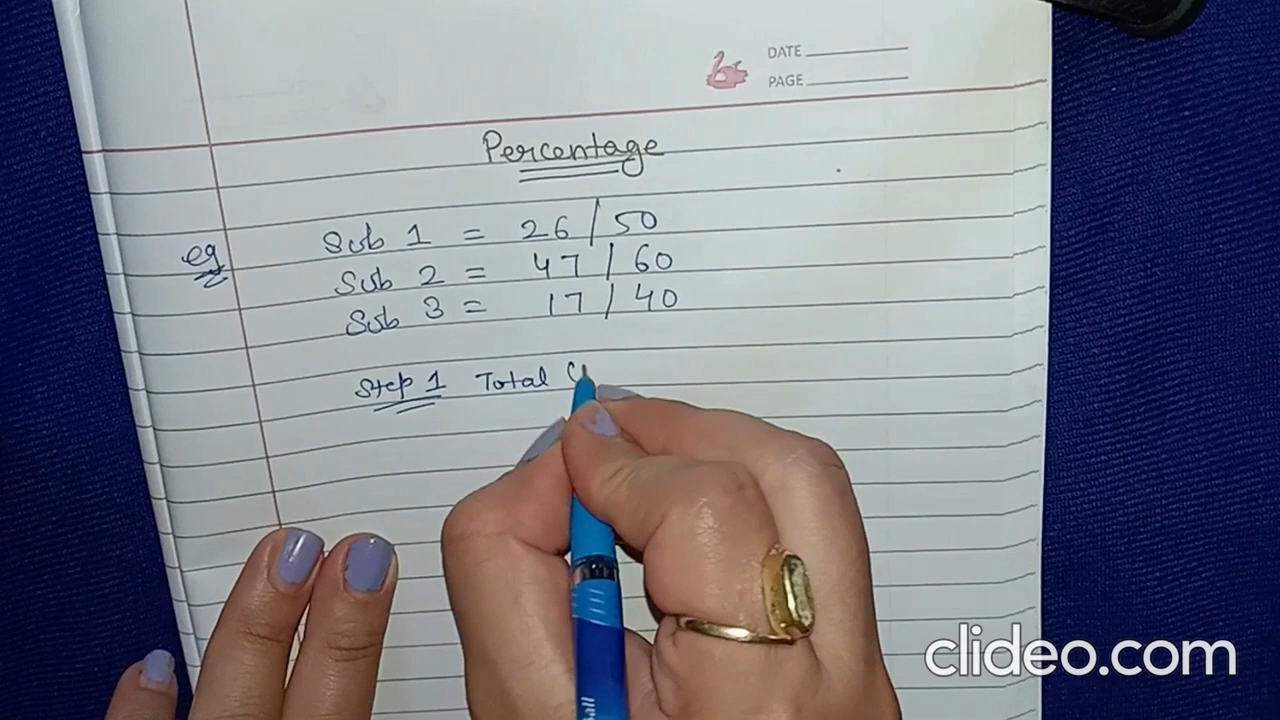 DATE
PAGE
Percentage
eg
Sub 1 = 26/50
Sub 2 = 47/60
Sub 3 = 17/40
Step 1 Total
clideo.com